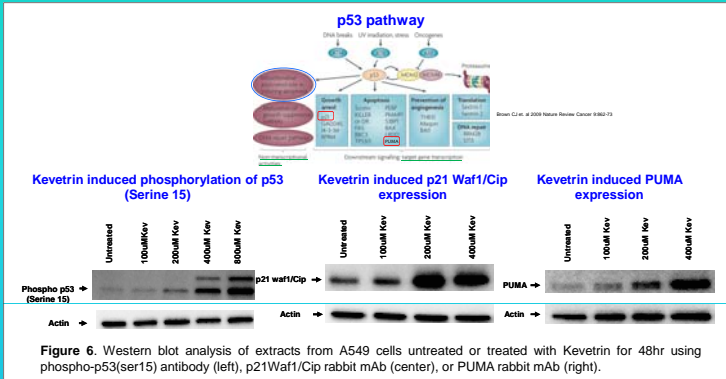 p53 pathway
DNA breaks UV irradiation, stress Oncogenes
p53
Proteasome
Growth arrest
Apoptosis
Prevention of angiogenesis
Translation
p21
PUMA
DNA repair
Downstream signalling target gene transcription
Brown CJ et. al 2009 Nature Review Cancer 9:862-73
Kevetrin induced phosphorylation of p53 (Serine 15)
Untreated
100uMKev
200uM Kev
400uM Kev
800uM Kev
Phospho p53 (Serine 15)
Actin
Kevetrin induced p21 Waf1/Cip expression
Untreated
100uM Kev
200uM Kev
400uM Kev
p21 waf1/Cip
Actin
Kevetrin induced PUMA expression
Untreated
100uM Kev
200uM Kev
400uM Kev
PUMA
Actin
Figure 6. Western blot analysis of extracts from A549 cells untreated or treated with Kevetrin for 48hr using
phospho-p53(ser15) antibody (left), p21Waf1/Cip rabbit mAb (center), or PUMA rabbit mAb (right).